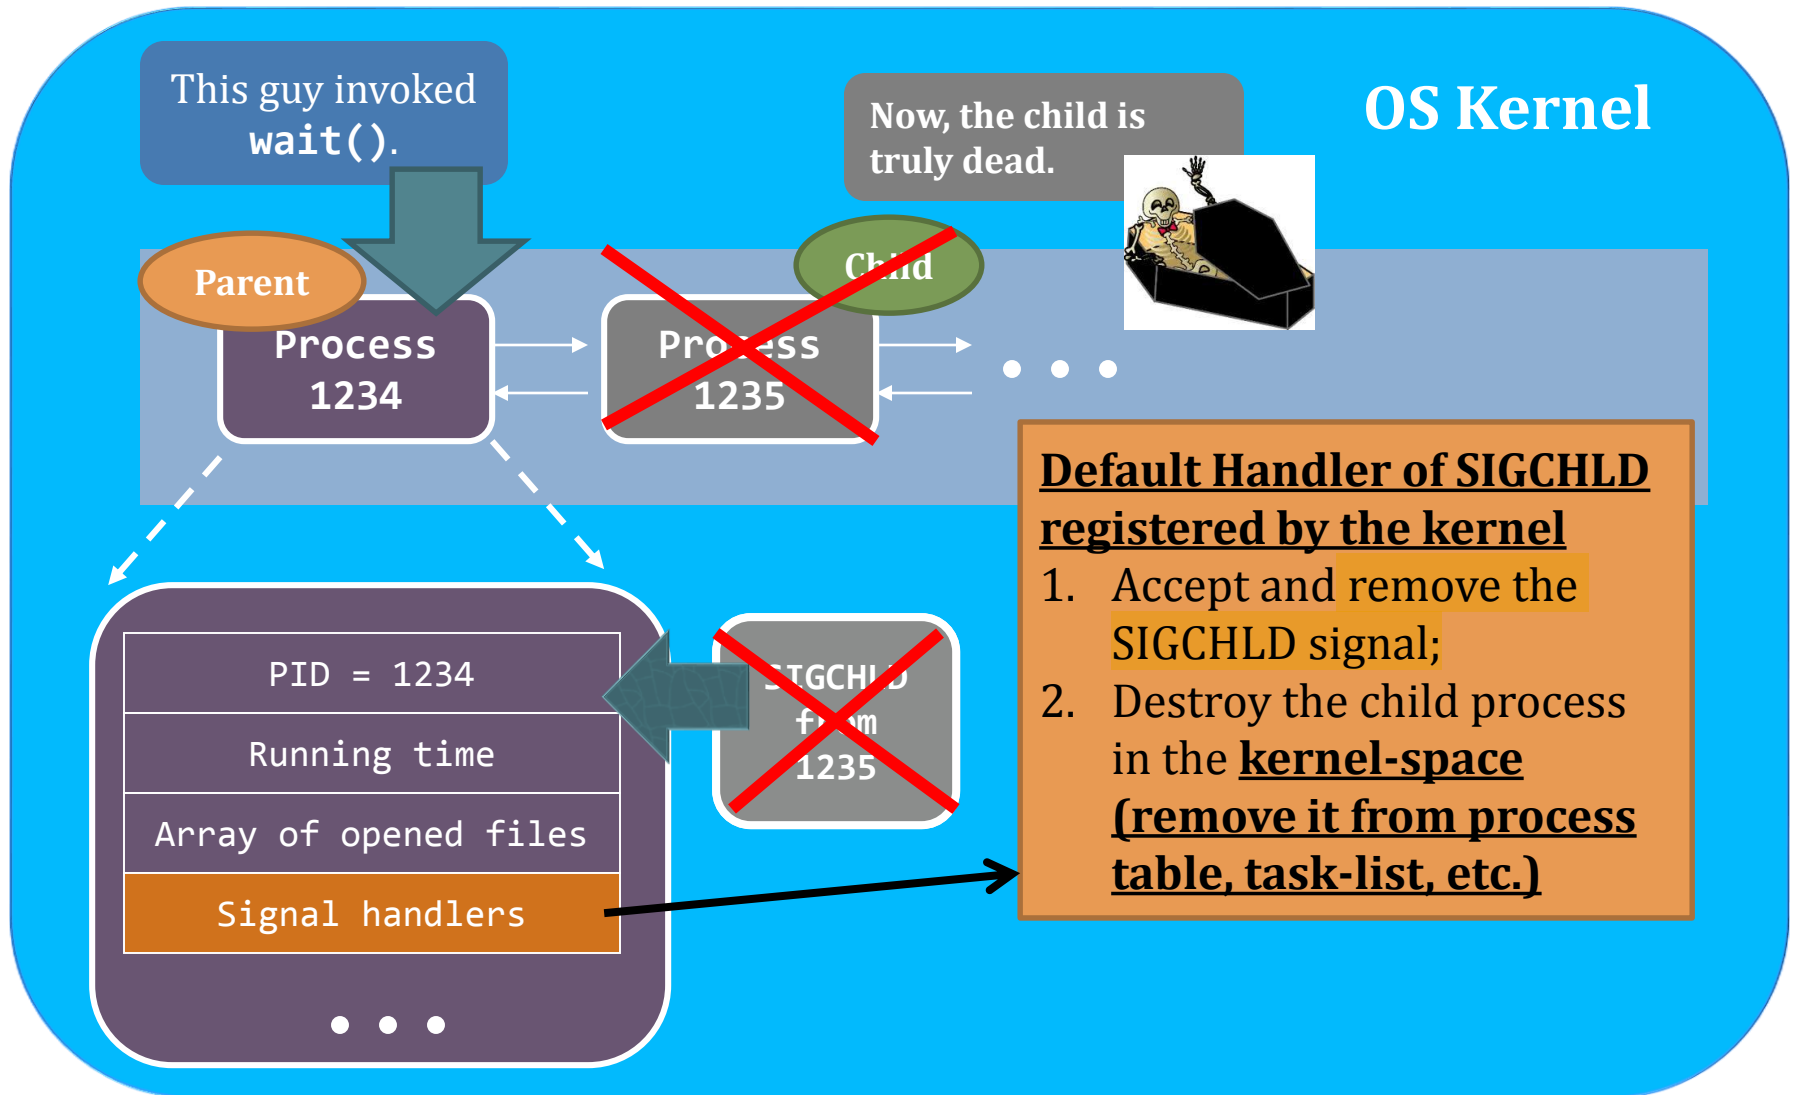 This guy invoked
wait().
Now, the child is
truly dead.
OS Kernel
Parent
Child
Process
1234
Process
1235
Default Handler of SIGCHLD
registered by the kernel
1. Accept and remove the
SIGCHLD signal;
2. Destroy the child process
in the kernel-space
(remove it from process
table, task-list, etc.)
PID = 1234
Running time
Array of opened files
Signal handlers
SIGCHLD
from
1235